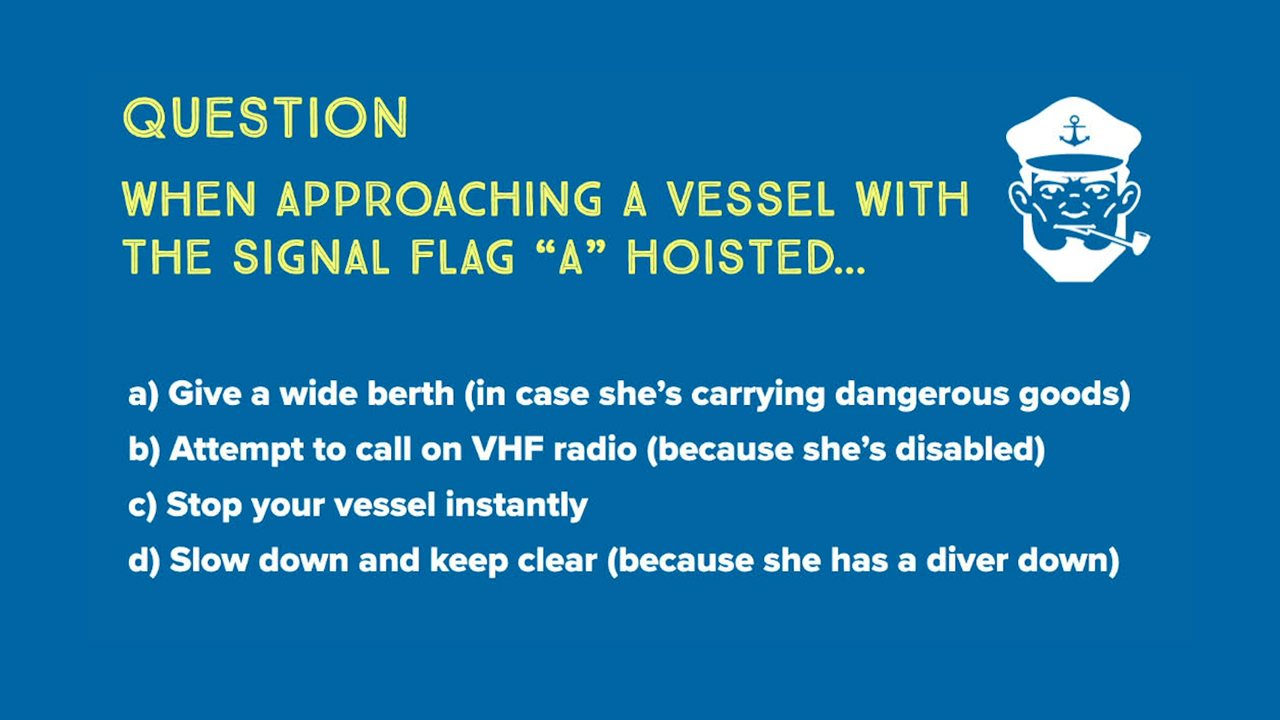 QUESTION
WHEN APPROACHING A VESSEL WITH
THE SIGNAL FLAG “A” HOISTED...
a) Give a wide berth (in case she’s carrying dangerous goods)
b) Attempt to call on VHF radio (because she’s disabled)
c) Stop your vessel instantly
d) Slow down and keep clear (because she has a diver down)